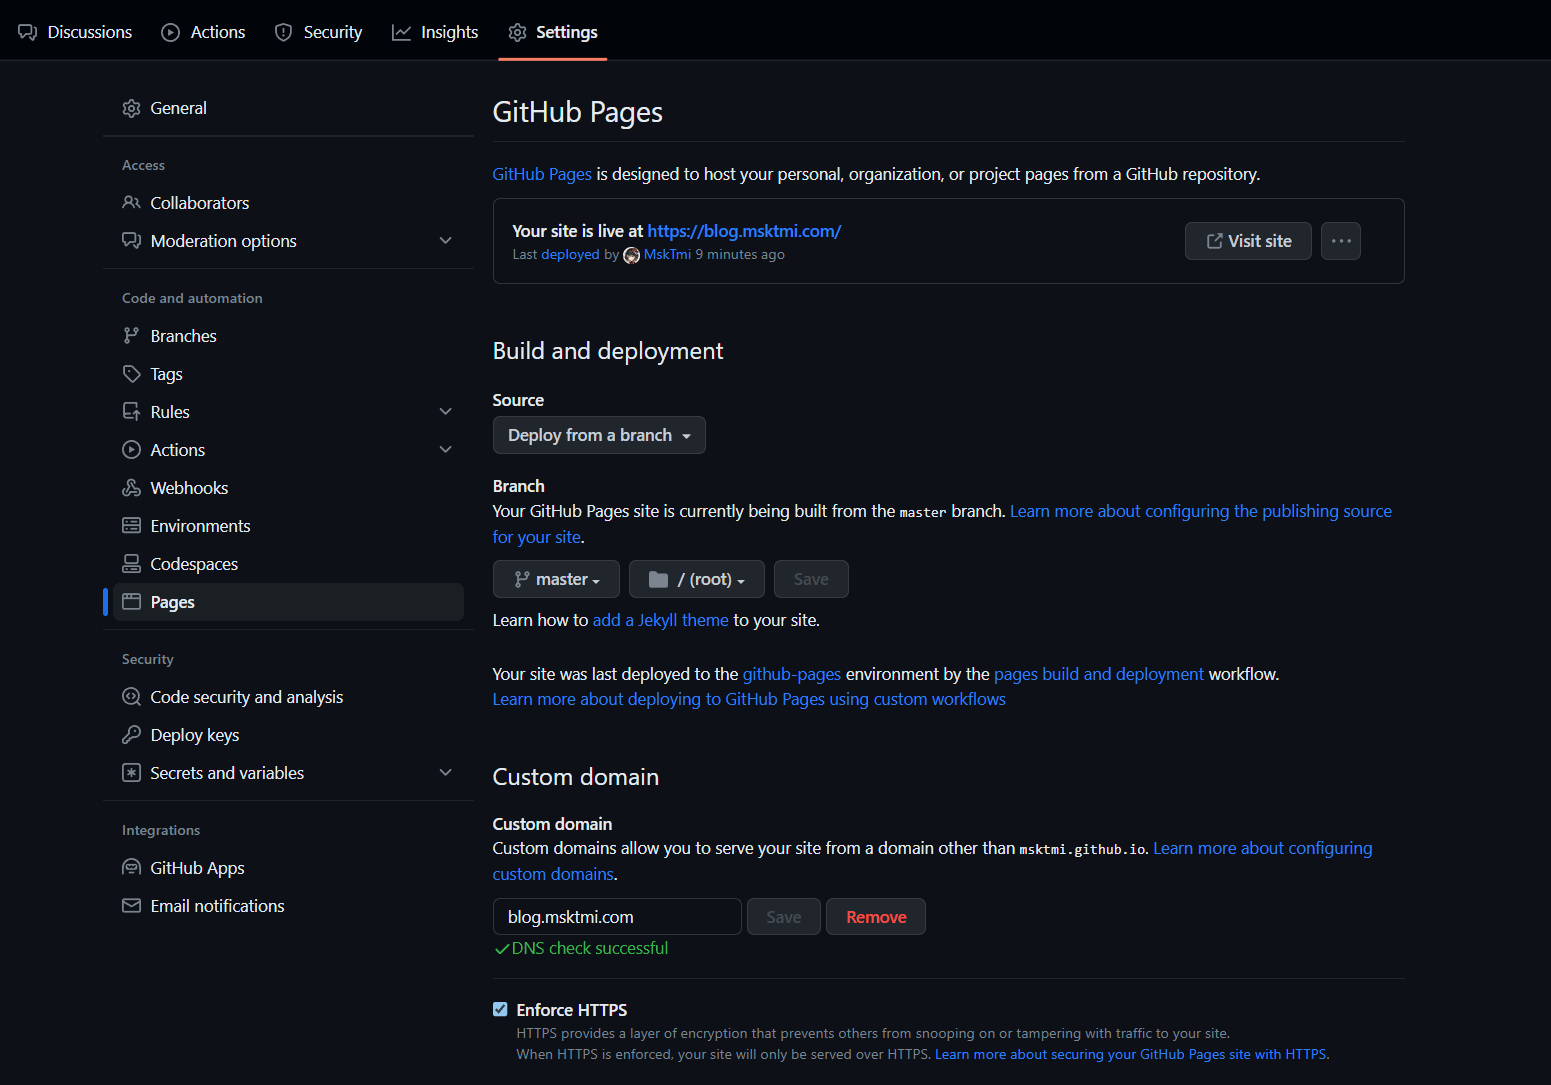 Discussions Actions Security Insights Settings
General
Access
Collaborators
Moderation options
Code and automation
Branches
Tags
Rules
Actions
Webhooks
Environments
Codespaces
Pages
Security
Code security and analysis
Deploy keys
Secrets and variables
Integrations
GitHub Apps
Email notifications
GitHub Pages
GitHub Pages is designed to host your personal, organization, or project pages from a GitHub repository.
Your site is live at https://blog.msktmi.com/
Last deployed by MskTmi 9 minutes ago
Visit site
Build and deployment
Source
Deploy from a branch
Branch
Your GitHub Pages site is currently being built from the master branch. Learn more about configuring the publishing source
for your site.
master / (root) Save
Learn how to add a Jekyll theme to your site.
Your site was last deployed to the github-pages environment by the pages build and deployment workflow.
Learn more about deploying to GitHub Pages using custom workflows
Custom domain
Custom domain
Custom domains allow you to serve your site from a domain other than msktmi.github.io. Learn more about configuring
custom domains.
blog.msktmi.com Save Remove
DNS check successful
Enforce HTTPS
HTTPS provides a layer of encryption that prevents others from snooping on or tampering with traffic to your site.
When HTTPS is enforced, your site will only be served over HTTPS. Learn more about securing your GitHub Pages site with HTTPS.